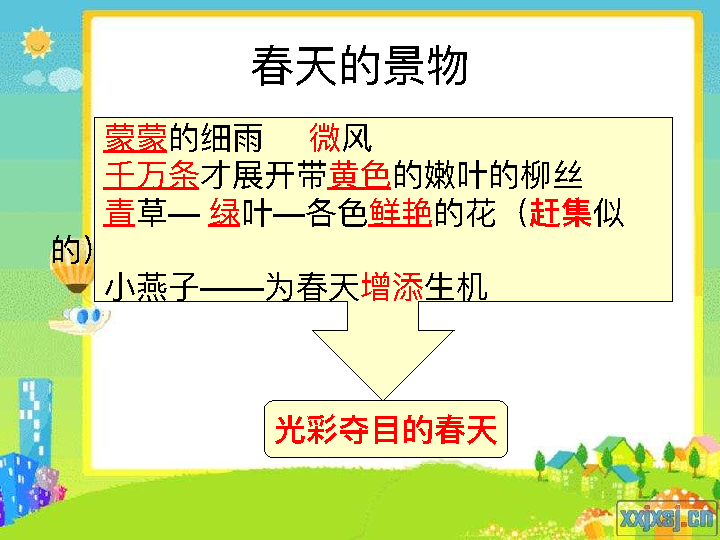 春天的景物
蒙蒙的细雨 微风
千万条才展开带黄色的嫩叶的柳丝
青草— 绿叶—各色鲜艳的花（赶集似
的）
小燕子——为春天增添生机
光彩夺目的春天
xxjxsj.cn